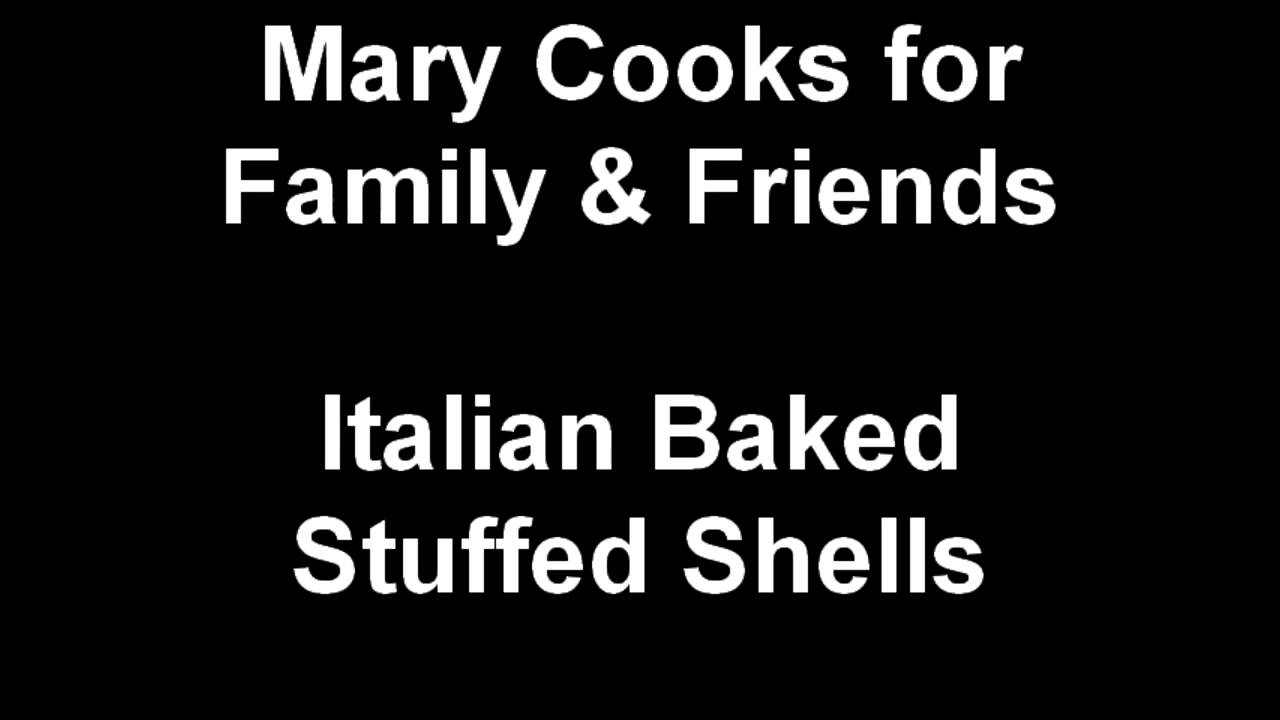 Mary Cooks for
Family & Friends
Italian Baked
Stuffed Shells